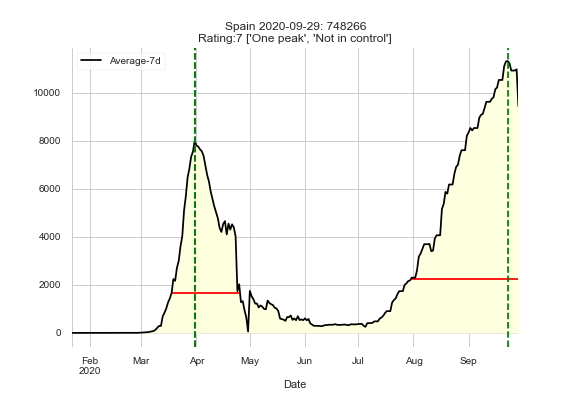 Spain 2020-09-29: 748266
Rating:7 ['One peak', 'Not in control']
Average-7d
10000
8000
6000
4000
2000
0
Feb Mar Apr May Jun Jul Aug Sep
2020
Date